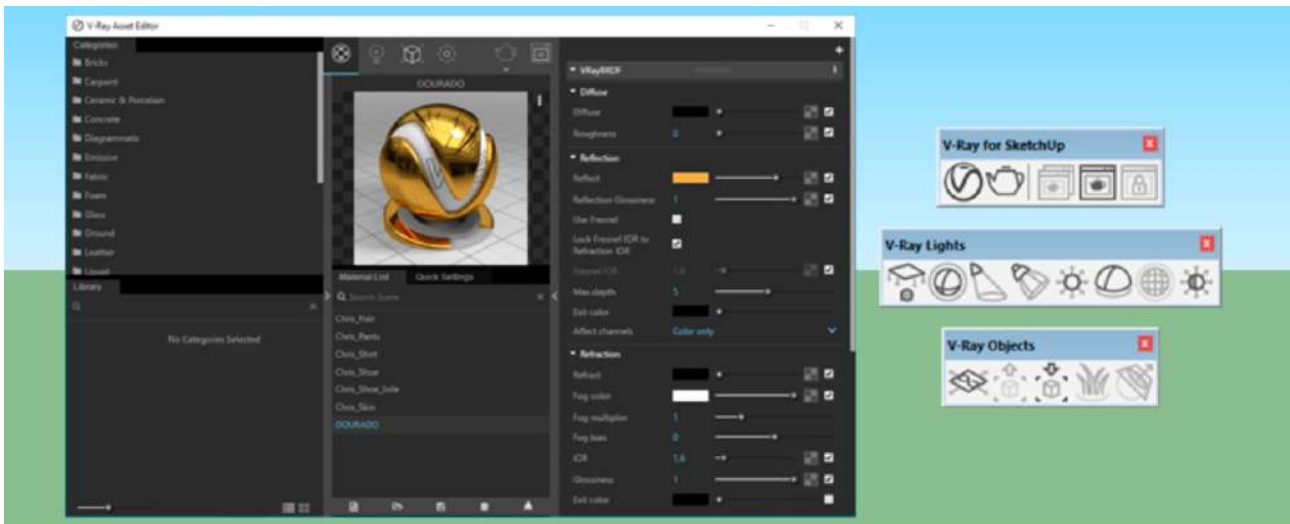 V-Ray Asset Editor
Categories
Bricks
Carpaint
Ceramic & Porcelain
Concrete
Diagrammatic
Emissive
Fabric
Foam
Glass
Ground
Leather
Liquid
Library
No Categories Selected
DOURADO
Material List Quick Settings
Search Scene
Chris_Hair
Chris_Pants
Chris_Shirt
Chris_Shoe
Chris_Shoe_Sole
Chris_Skin
DOURADO
VRayBRDF
Diffuse
Diffuse
Roughness 0
Reflection
Reflect
Reflection Glossiness 1
Use Fresnel
Lock Fresnel IOR to
Refraction IOR
Fresnel IOR 1,6
Max depth 5
Exit color
Affect channels Color only
Refraction
Refract
Fog color
Fog multiplier 1
Fog bias 0
IOR 1,6
Glossiness 1
Exit color
V-Ray for SketchUp
V-Ray Lights
V-Ray Objects